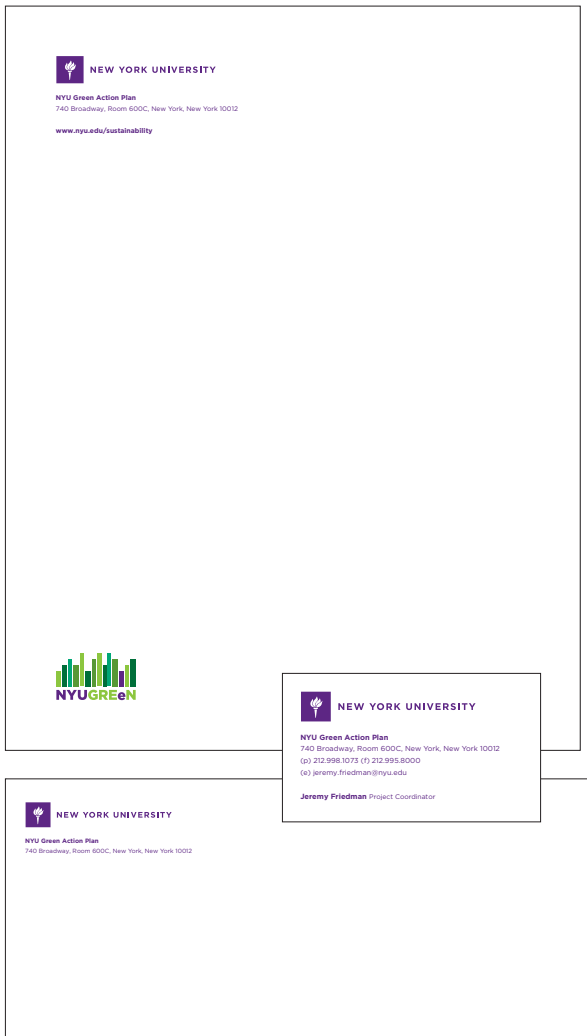 NEW YORK UNIVERSITY
NYU Green Action Plan
740 Broadway, Room 600C, New York, New York 10012
www.nyu.edu/sustainability
NYUGREeN
NEW YORK UNIVERSITY
NYU Green Action Plan
740 Broadway, Room 600C, New York, New York 10012
(p) 212.998.1073 (f) 212.995.8000
(e) jeremy.friedman@nyu.edu
Jeremy Friedman Project Coordinator
NEW YORK UNIVERSITY
NYU Green Action Plan
740 Broadway, Room 600C, New York, New York 10012